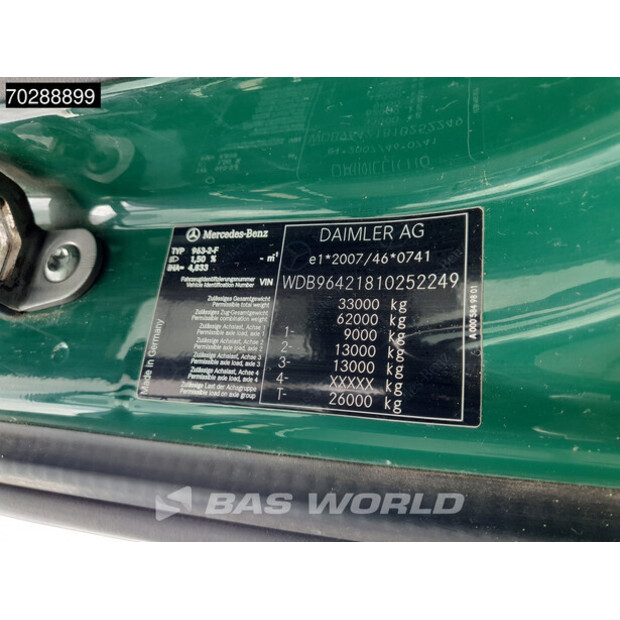 70288899
Mercedes-Benz
TYP 963-2-F
1,50 % - m⁻¹
iMA= 4,833
Fahrzeugidentifizierungsnummer
Vehicle Identification Number VIN
Zulässiges Gesamtgewicht
Permissible total weight
Zulässiges Zug-Gesamtgewicht
Permissible combination weight
Zulässige Achslast, Achse 1
Permissible axle load, axle 1
Zulässige Achslast, Achse 2
Permissible axle load, axle 2
Zulässige Achslast, Achse 3
Permissible axle load, axle 3
Zulässige Achslast, Achse 4
Permissible axle load, axle 4
Zulässige Last der Achsgruppe
Permissible load on axle group
Made in Germany
DAIMLER AG
e1*2007/46*0741
WDB96421810252249
33000 kg
62000 kg
1- 9000 kg
2- 13000 kg
3- 13000 kg
4- XXXXX kg
T- 26000 kg
A 000 584 98 01
BAS WORLD